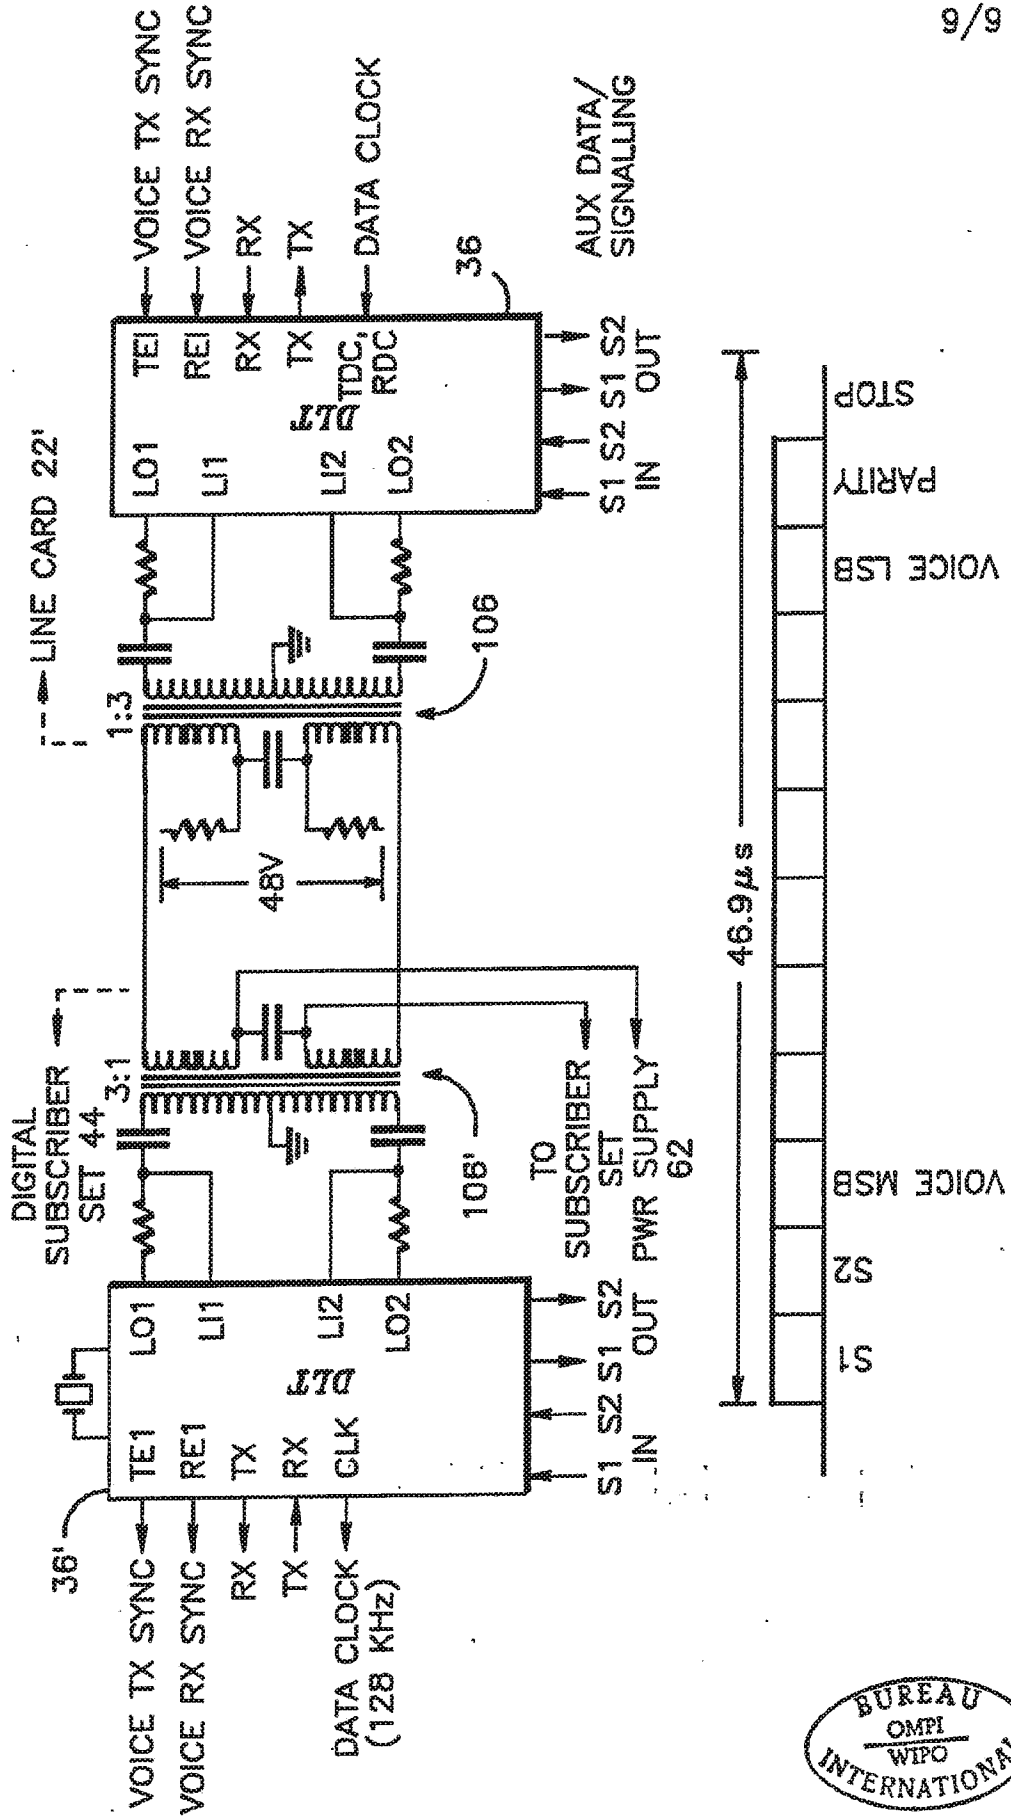 6/6
DIGITAL
SUBSCRIBER
SET 44
LINE CARD 22'
36'
3:1
1:3
VOICE TX SYNC
VOICE RX SYNC
RX
TX
DATA CLOCK
(128 KHz)
TE1
RE1
TX
RX
CLK
DLT
LO1
LI1
LI2
LO2
S1 S2 S1 S2
IN OUT
106'
48V
TO
SUBSCRIBER
SET
PWR SUPPLY
62
106
LO1
LI1
LI2
LO2
DLT
TEI
REI
RX
TX
TDC,
RDC
VOICE TX SYNC
VOICE RX SYNC
RX
TX
DATA CLOCK
36
S1 S2 S1 S2
IN OUT
AUX DATA/
SIGNALLING
46.9μs
S1
S2
VOICE MSB
VOICE LSB
PARITY
STOP
BUREAU
OMPI
WIPO
INTERNATIONAL